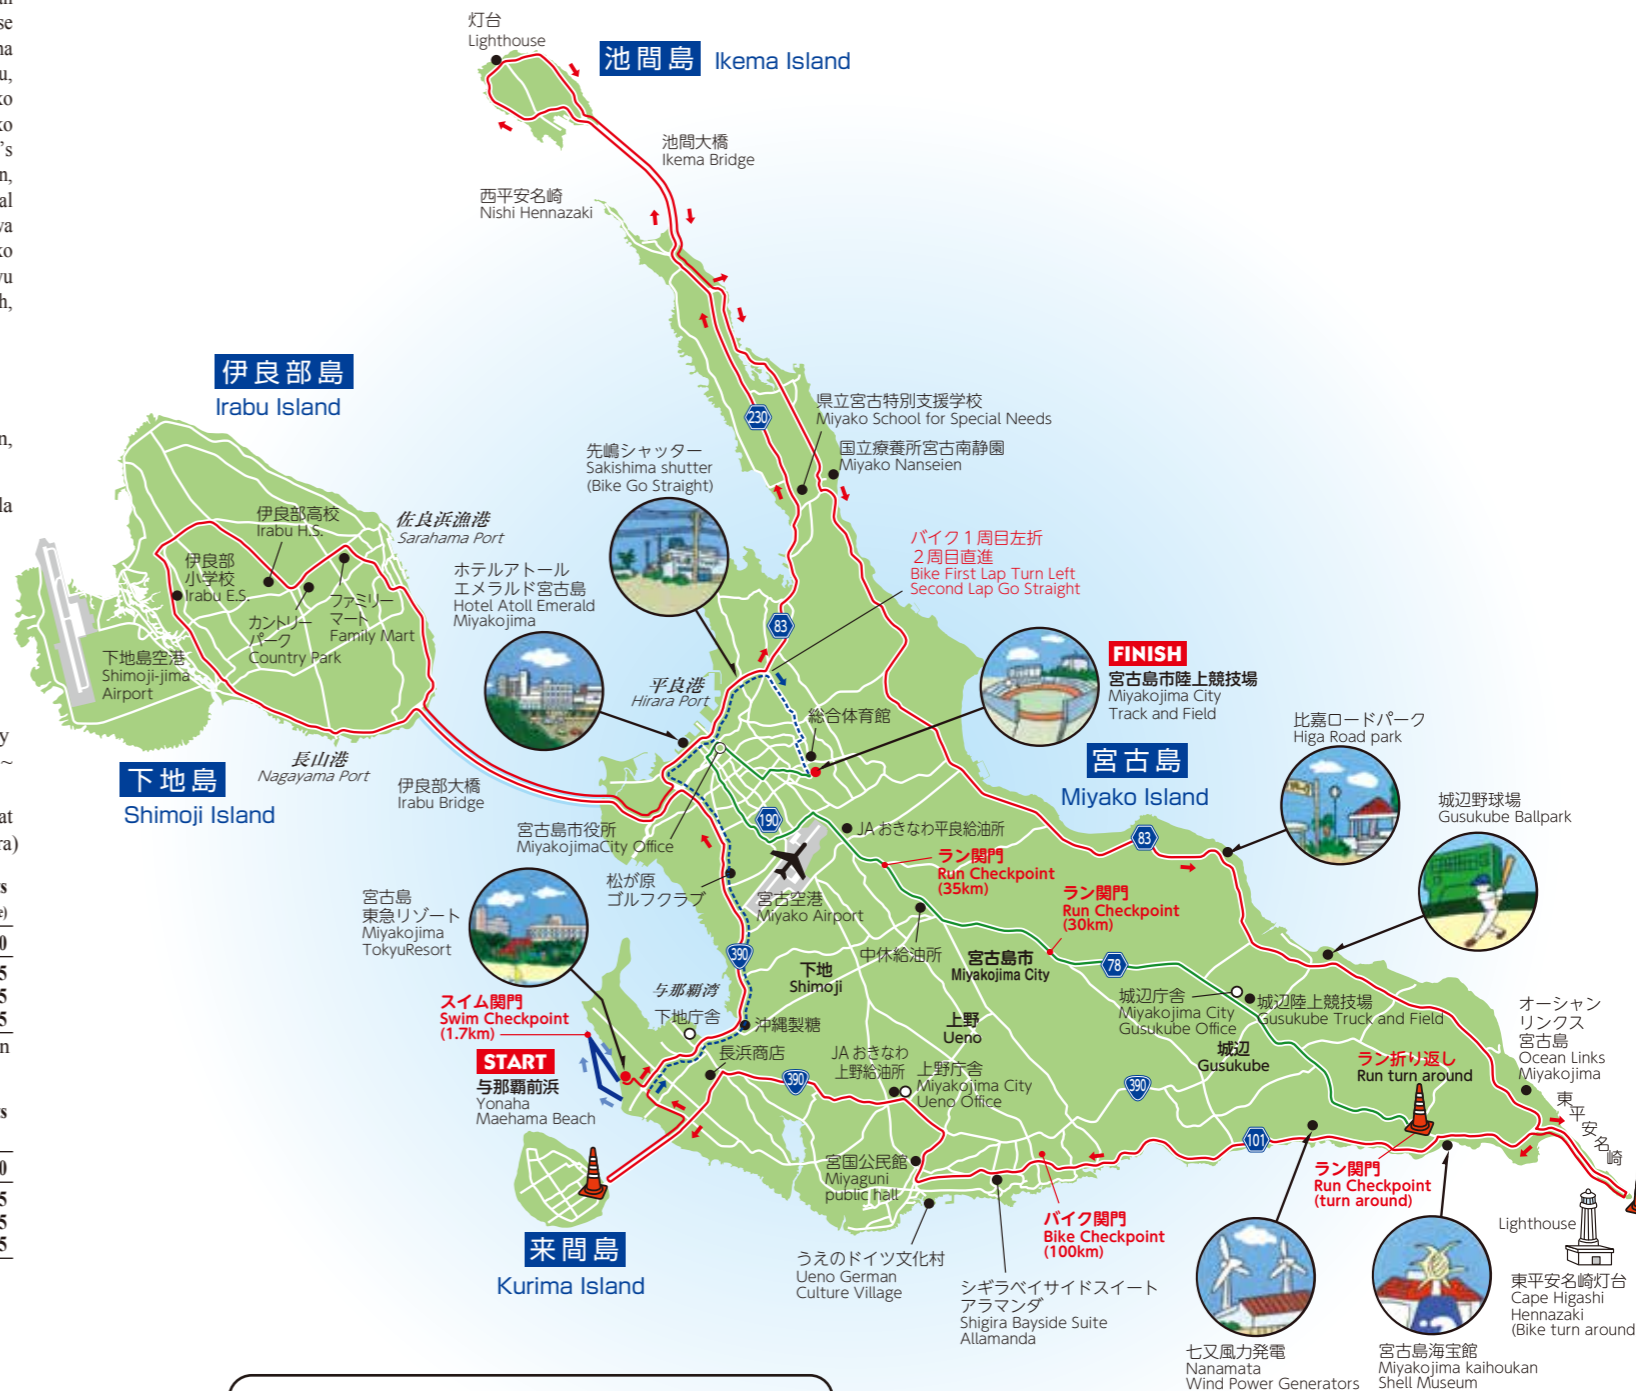 灯台
Lighthouse
池間島
Ikema Island
池間大橋
Ikema Bridge
西平安名崎
Nishi Hennazaki
伊良部島
Irabu Island
佐良浜漁港
Sarahama Port
伊良部高校
Irabu H.S.
伊良部
小学校
Irabu E.S.
カントリー
パーク
Country Park
ファミリー
マート
Family Mart
下地島空港
Shimoji-jima
Airport
下地島
Shimoji Island
長山港
Nagayama Port
伊良部大橋
Irabu Bridge
230
県立宮古特別支援学校
Miyako School for Special Needs
国立療養所宮古南静園
Miyako Nanseien
先嶋シャッター
Sakishima shutter
(Bike Go Straight)
バイク1周目左折
2周目直進
Bike First Lap Turn Left
Second Lap Go Straight
ホテルアトール
エメラルド宮古島
Hotel Atoll Emerald
Miyakojima
83
平良港
Hirara Port
総合体育館
FINISH
宮古島市陸上競技場
Miyakojima City
Track and Field
宮古島
Miyako Island
比嘉ロードパーク
Higa Road park
城辺野球場
Gusukube Ballpark
宮古島市役所
MiyakojimaCity Office
190
JAおきなわ平良給油所
83
松が原
ゴルフクラブ
宮古空港
Miyako Airport
ラン関門
Run Checkpoint
(35km)
ラン関門
Run Checkpoint
(30km)
宮古島
東急リゾート
Miyakojima
TokyuResort
390
下地
Shimoji
中休給油所
宮古島市
Miyakojima City
78
城辺庁舎
Miyakojima City
Gusukube Office
城辺陸上競技場
Gusukube Truck and Field
スイム関門
Swim Checkpoint
(1.7km)
与那覇湾
下地庁舎
沖縄製糖
上野
Ueno
城辺
Gusukube
START
与那覇前浜
Yonaha
Maehama Beach
長浜商店
JAおきなわ
上野給油所
上野庁舎
Miyakojima City
Ueno Office
390
390
ラン折り返し
Run turn around
オーシャン
リンクス
宮古島
Ocean Links
Miyakojima
東平安名崎
101
宮国公民館
Miyaguni
public hall
ラン関門
Run Checkpoint
(turn around)
バイク関門
Bike Checkpoint
(100km)
来間島
Kurima Island
うえのドイツ文化村
Ueno German
Culture Village
シギラベイサイドスイート
アラマンダ
Shigira Bayside Suite
Allamanda
Lighthouse
東平安名崎灯台
Cape Higashi
Hennazaki
(Bike turn around
七又風力発電
Nanamata
Wind Power Generators
宮古島海宝館
Miyakojima kaihoukan
Shell Museum